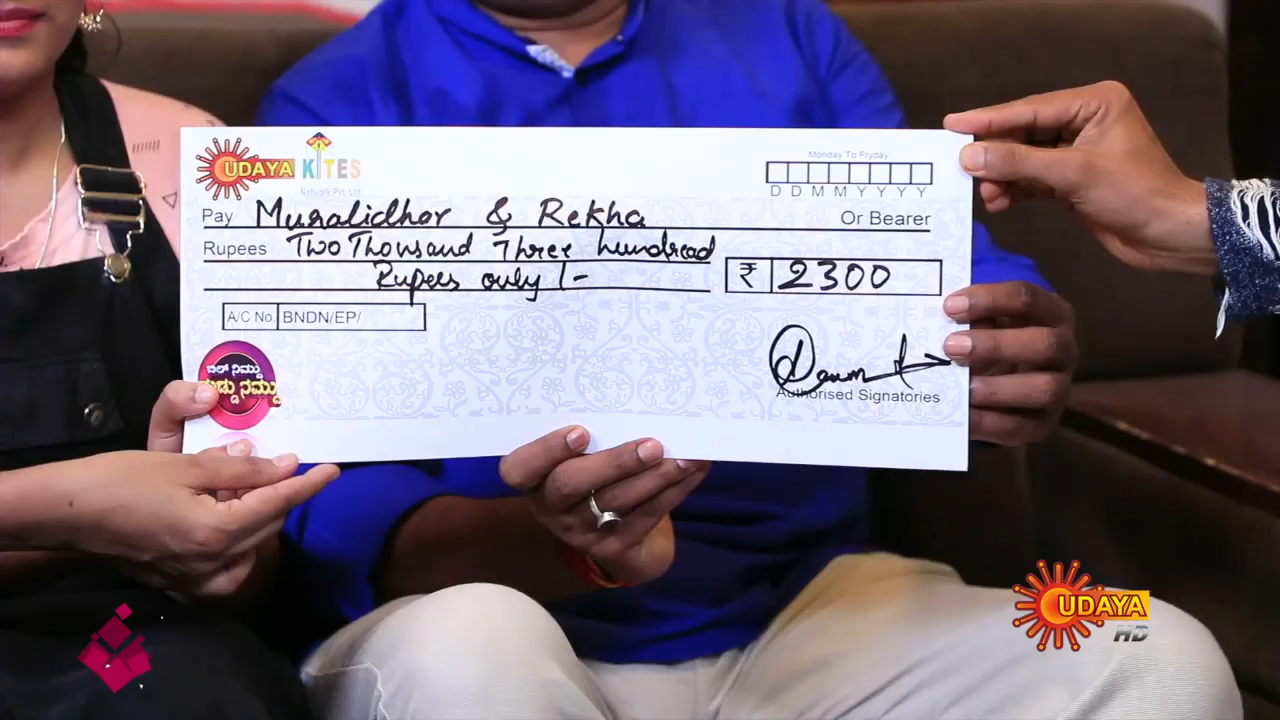 UDAYA KITES
Network Pvt. Ltd.
Monday To Fryday
D D M M Y Y Y Y
Pay Muralidhar & Rekha Or Bearer
Rupees Two Thousand Three hundread
Rupees only /-
₹ 2300
A/C No. BNDN/EP/
ಬಿಲ್ ನಿಮ್ದು
ದುಡ್ಡು ನಮ್ದು
Authorised Signatories
UDAYA
HD